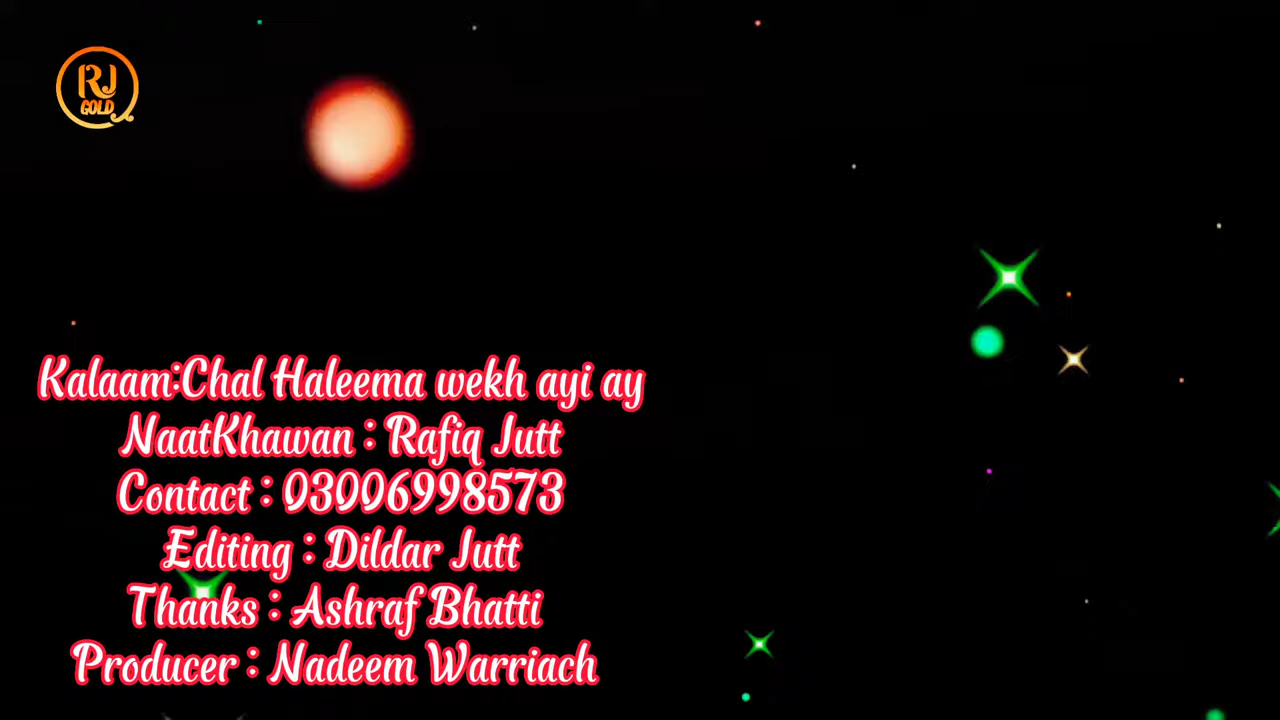 RJ
GOLD
Kalaam:Chal Haleema wekh ayi ay
NaatKhawan : Rafiq Jutt
Contact : 03006998573
Editing : Dildar Jutt
Thanks : Ashraf Bhatti
Producer : Nadeem Warriach